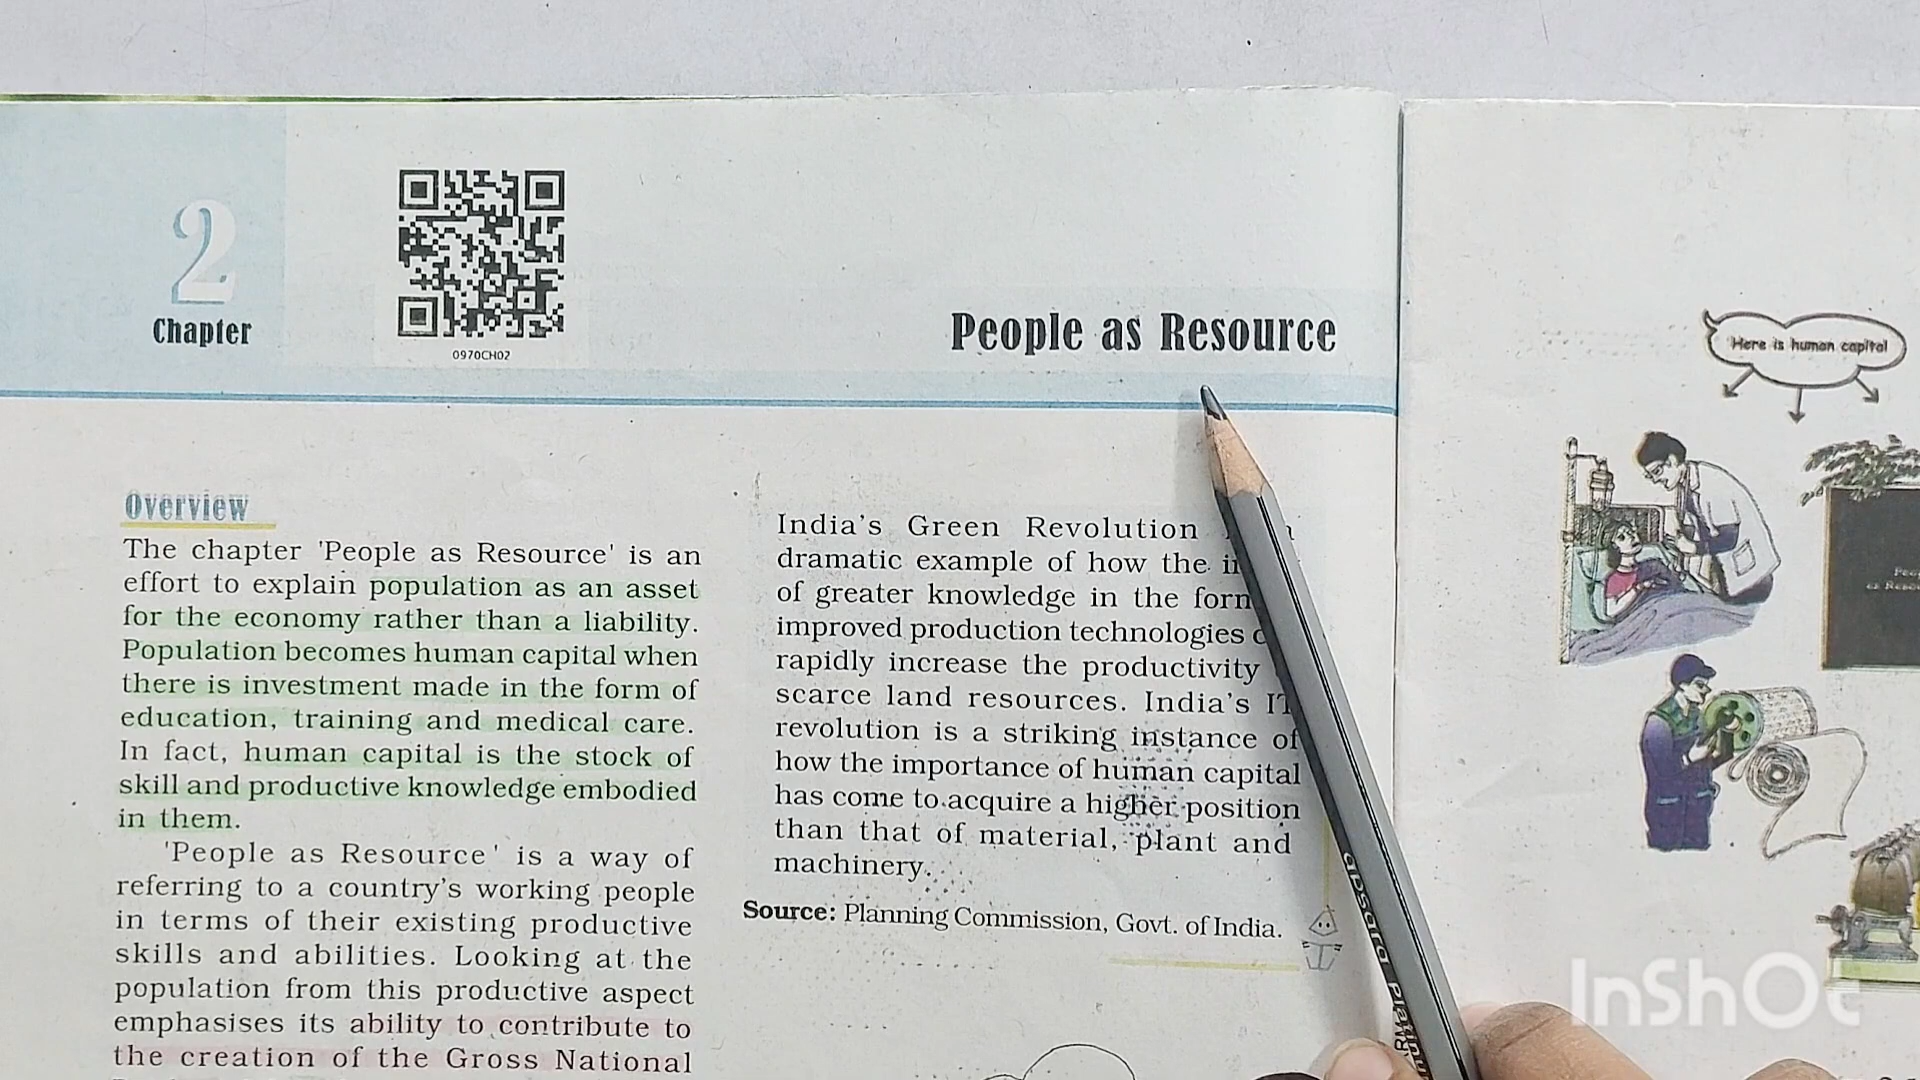 2
Chapter
0970CH02
People as Resource
Overview
The chapter 'People as Resource' is an
effort to explain population as an asset
for the economy rather than a liability.
Population becomes human capital when
there is investment made in the form of
education, training and medical care.
In fact, human capital is the stock of
skill and productive knowledge embodied
in them.
'People as Resource' is a way of
referring to a country's working people
in terms of their existing productive
skills and abilities. Looking at the
population from this productive aspect
emphasises its ability to contribute to
the creation of the Gross National
India's Green Revolution
dramatic example of how the
of greater knowledge in the
improved production technologies
rapidly increase the productivity
scarce land resources. India's
revolution is a striking instance of
how the importance of human capital
has come to acquire a higher position
than that of material, plant and
machinery.
Source: Planning Commission, Govt. of India.
Here is human capital
apsara Platinum
InShOt